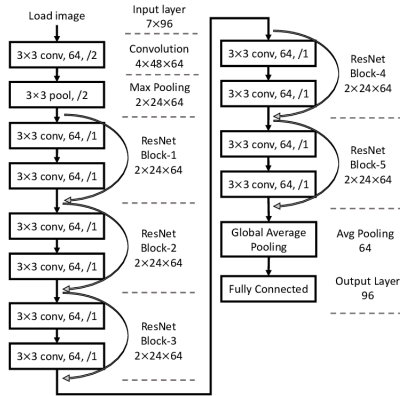 Load image
Input layer
7×96
3×3 conv, 64, /2
Convolution
4×48×64
3×3 pool, /2
Max Pooling
2×24×64
3×3 conv, 64, /1
3×3 conv, 64, /1
ResNet
Block-1
2×24×64
3×3 conv, 64, /1
3×3 conv, 64, /1
ResNet
Block-2
2×24×64
3×3 conv, 64, /1
3×3 conv, 64, /1
ResNet
Block-3
2×24×64
3×3 conv, 64, /1
3×3 conv, 64, /1
ResNet
Block-4
2×24×64
3×3 conv, 64, /1
3×3 conv, 64, /1
ResNet
Block-5
2×24×64
Global Average
Pooling
Avg Pooling
64
Fully Connected
Output Layer
96